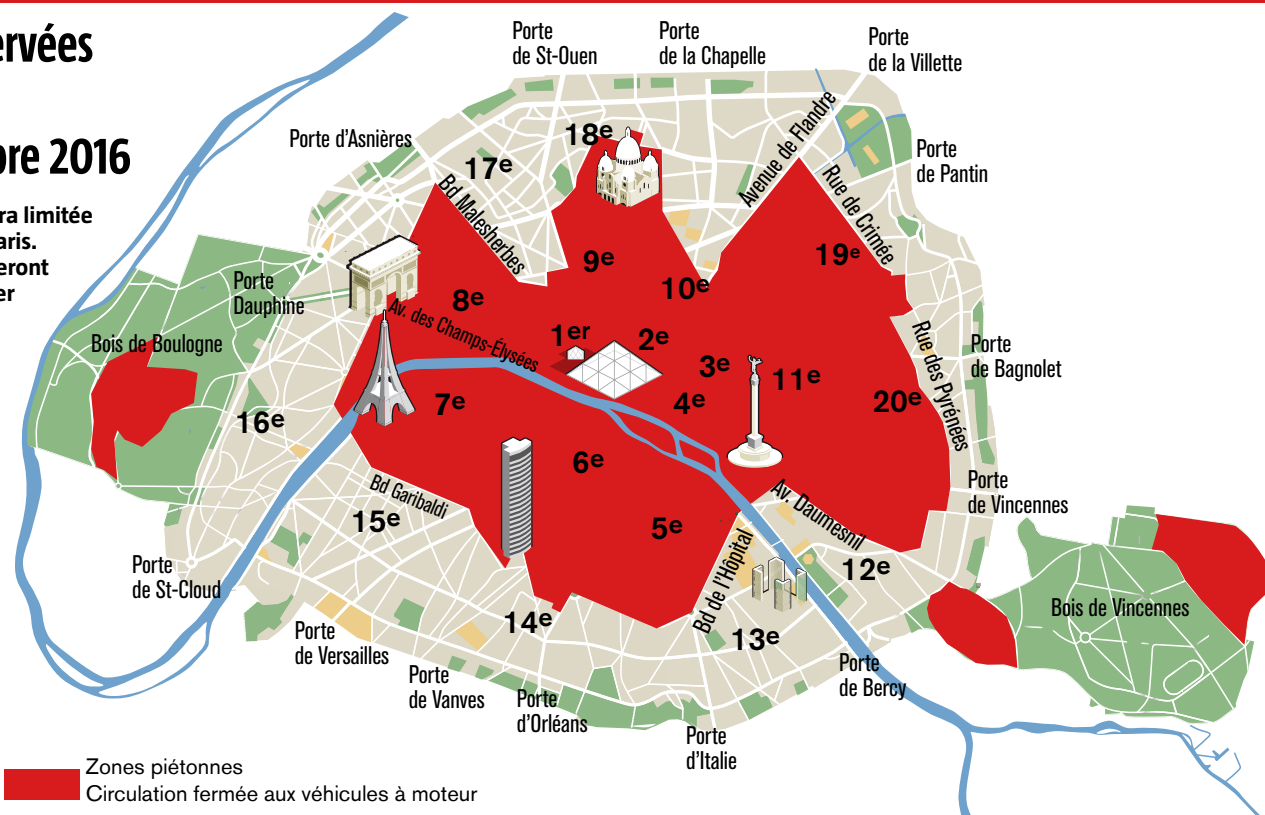 ervées
bre 2016
ra limitée
aris.
eront
er
Porte
de St-Ouen
Porte
de la Chapelle
Porte
de la Villette
Porte d'Asnières
18e
17e
Avenue de Flandre
Porte
de Pantin
Bd Malesherbes
Rue de Crimée
9e
19e
Porte
Dauphine
8e
10e
Av. des Champs-Élysées
Bois de Boulogne
1er
2e
3e
11e
Rue des Pyrénées
Porte
de Bagnolet
7e
4e
20e
16e
6e
Bd Garibaldi
15e
5e
Av. Daumesnil
Porte
de Vincennes
Bd de l'Hôpital
12e
Porte
de St-Cloud
Bois de Vincennes
14e
13e
Porte
de Versailles
Porte
de Vanves
Porte
d'Orléans
Porte
d'Italie
Porte
de Bercy
Zones piétonnes
Circulation fermée aux véhicules à moteur